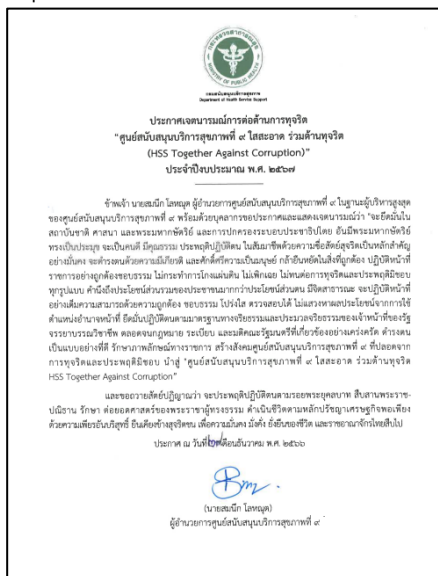 กระทรวงสาธารณสุข
MINISTRY OF PUBLIC HEALTH
กรมสนับสนุนบริการสุขภาพ
Department of Health Service Support
ประกาศเจตนารมณ์การต่อต้านการทุจริต
"ศูนย์สนับสนุนบริการสุขภาพที่ ๙ ใสสะอาด ร่วมต้านทุจริต
(HSS Together Against Corruption)"
ประจำปีงบประมาณ พ.ศ. ๒๕๖๗
ข้าพเจ้า นายสมนึก โลหณุต ผู้อำนวยการศูนย์สนับสนุนบริการสุขภาพที่ ๙ ในฐานะผู้บริหารสูงสุด
ของศูนย์สนับสนุนบริการสุขภาพที่ ๙ พร้อมด้วยบุคลากรขอประกาศและแสดงเจตนารมณ์ว่า "จะยึดมั่นใน
สถาบันชาติ ศาสนา และพระมหากษัตริย์ และการปกครองระบอบประชาธิปไตย อันมีพระมหากษัตริย์
ทรงเป็นประมุข จะเป็นคนดี มีคุณธรรม ประพฤติปฏิบัติตน ในสัมมาชีพด้วยความซื่อสัตย์สุจริตเป็นหลักสำคัญ
อย่างมั่นคง จะดำรงตนด้วยความมีเกียรติ และศักดิ์ศรีความเป็นมนุษย์ กล้ายืนหยัดในสิ่งที่ถูกต้อง ปฏิบัติหน้าที่
ราชการอย่างถูกต้องชอบธรรม ไม่กระทำการโกงแผ่นดิน ไม่เพิกเฉย ไม่ทนต่อการทุจริตและประพฤติมิชอบ
ทุกรูปแบบ คำนึงถึงประโยชน์ส่วนรวมของประชาชนมากกว่าประโยชน์ส่วนตน มีจิตสาธารณะ จะปฏิบัติหน้าที่
อย่างเต็มความสามารถด้วยความถูกต้อง ชอบธรรม โปร่งใส ตรวจสอบได้ ไม่แสวงหาผลประโยชน์จากการใช้
ตำแหน่งอำนาจหน้าที่ ยึดมั่นปฏิบัติตนตามมาตรฐานทางจริยธรรมและประมวลจริยธรรมของเจ้าหน้าที่ของรัฐ
จรรยาบรรณวิชาชีพ ตลอดจนกฎหมาย ระเบียบ และมติคณะรัฐมนตรีที่เกี่ยวข้องอย่างเคร่งครัด ดำรงตน
เป็นแบบอย่างที่ดี รักษาภาพลักษณ์ทางราชการ สร้างสังคมศูนย์สนับสนุนบริการสุขภาพที่ ๙ ที่ปลอดจาก
การทุจริตและประพฤติมิชอบ นำสู่ "ศูนย์สนับสนุนบริการสุขภาพที่ ๙ ใสสะอาด ร่วมต้านทุจริต
HSS Together Against Corruption"
และขอถวายสัตย์ปฏิญาณว่า จะประพฤติปฏิบัติตนตามรอยพระยุคลบาท สืบสานพระราช-
ปณิธาน รักษา ต่อยอดศาสตร์ของพระราชาผู้ทรงธรรม ดำเนินชีวิตตามหลักปรัชญาเศรษฐกิจพอเพียง
ด้วยความเพียรอันบริสุทธิ์ ยืนเคียงข้างสุจริตชน เพื่อความมั่นคง มั่งคั่ง ยั่งยืนของชีวิต และราชอาณาจักรไทยสืบไป
ประกาศ ณ วันที่ เดือนธันวาคม พ.ศ. ๒๕๖๖
(นายสมนึก โลหณุต)
ผู้อำนวยการศูนย์สนับสนุนบริการสุขภาพที่ ๙